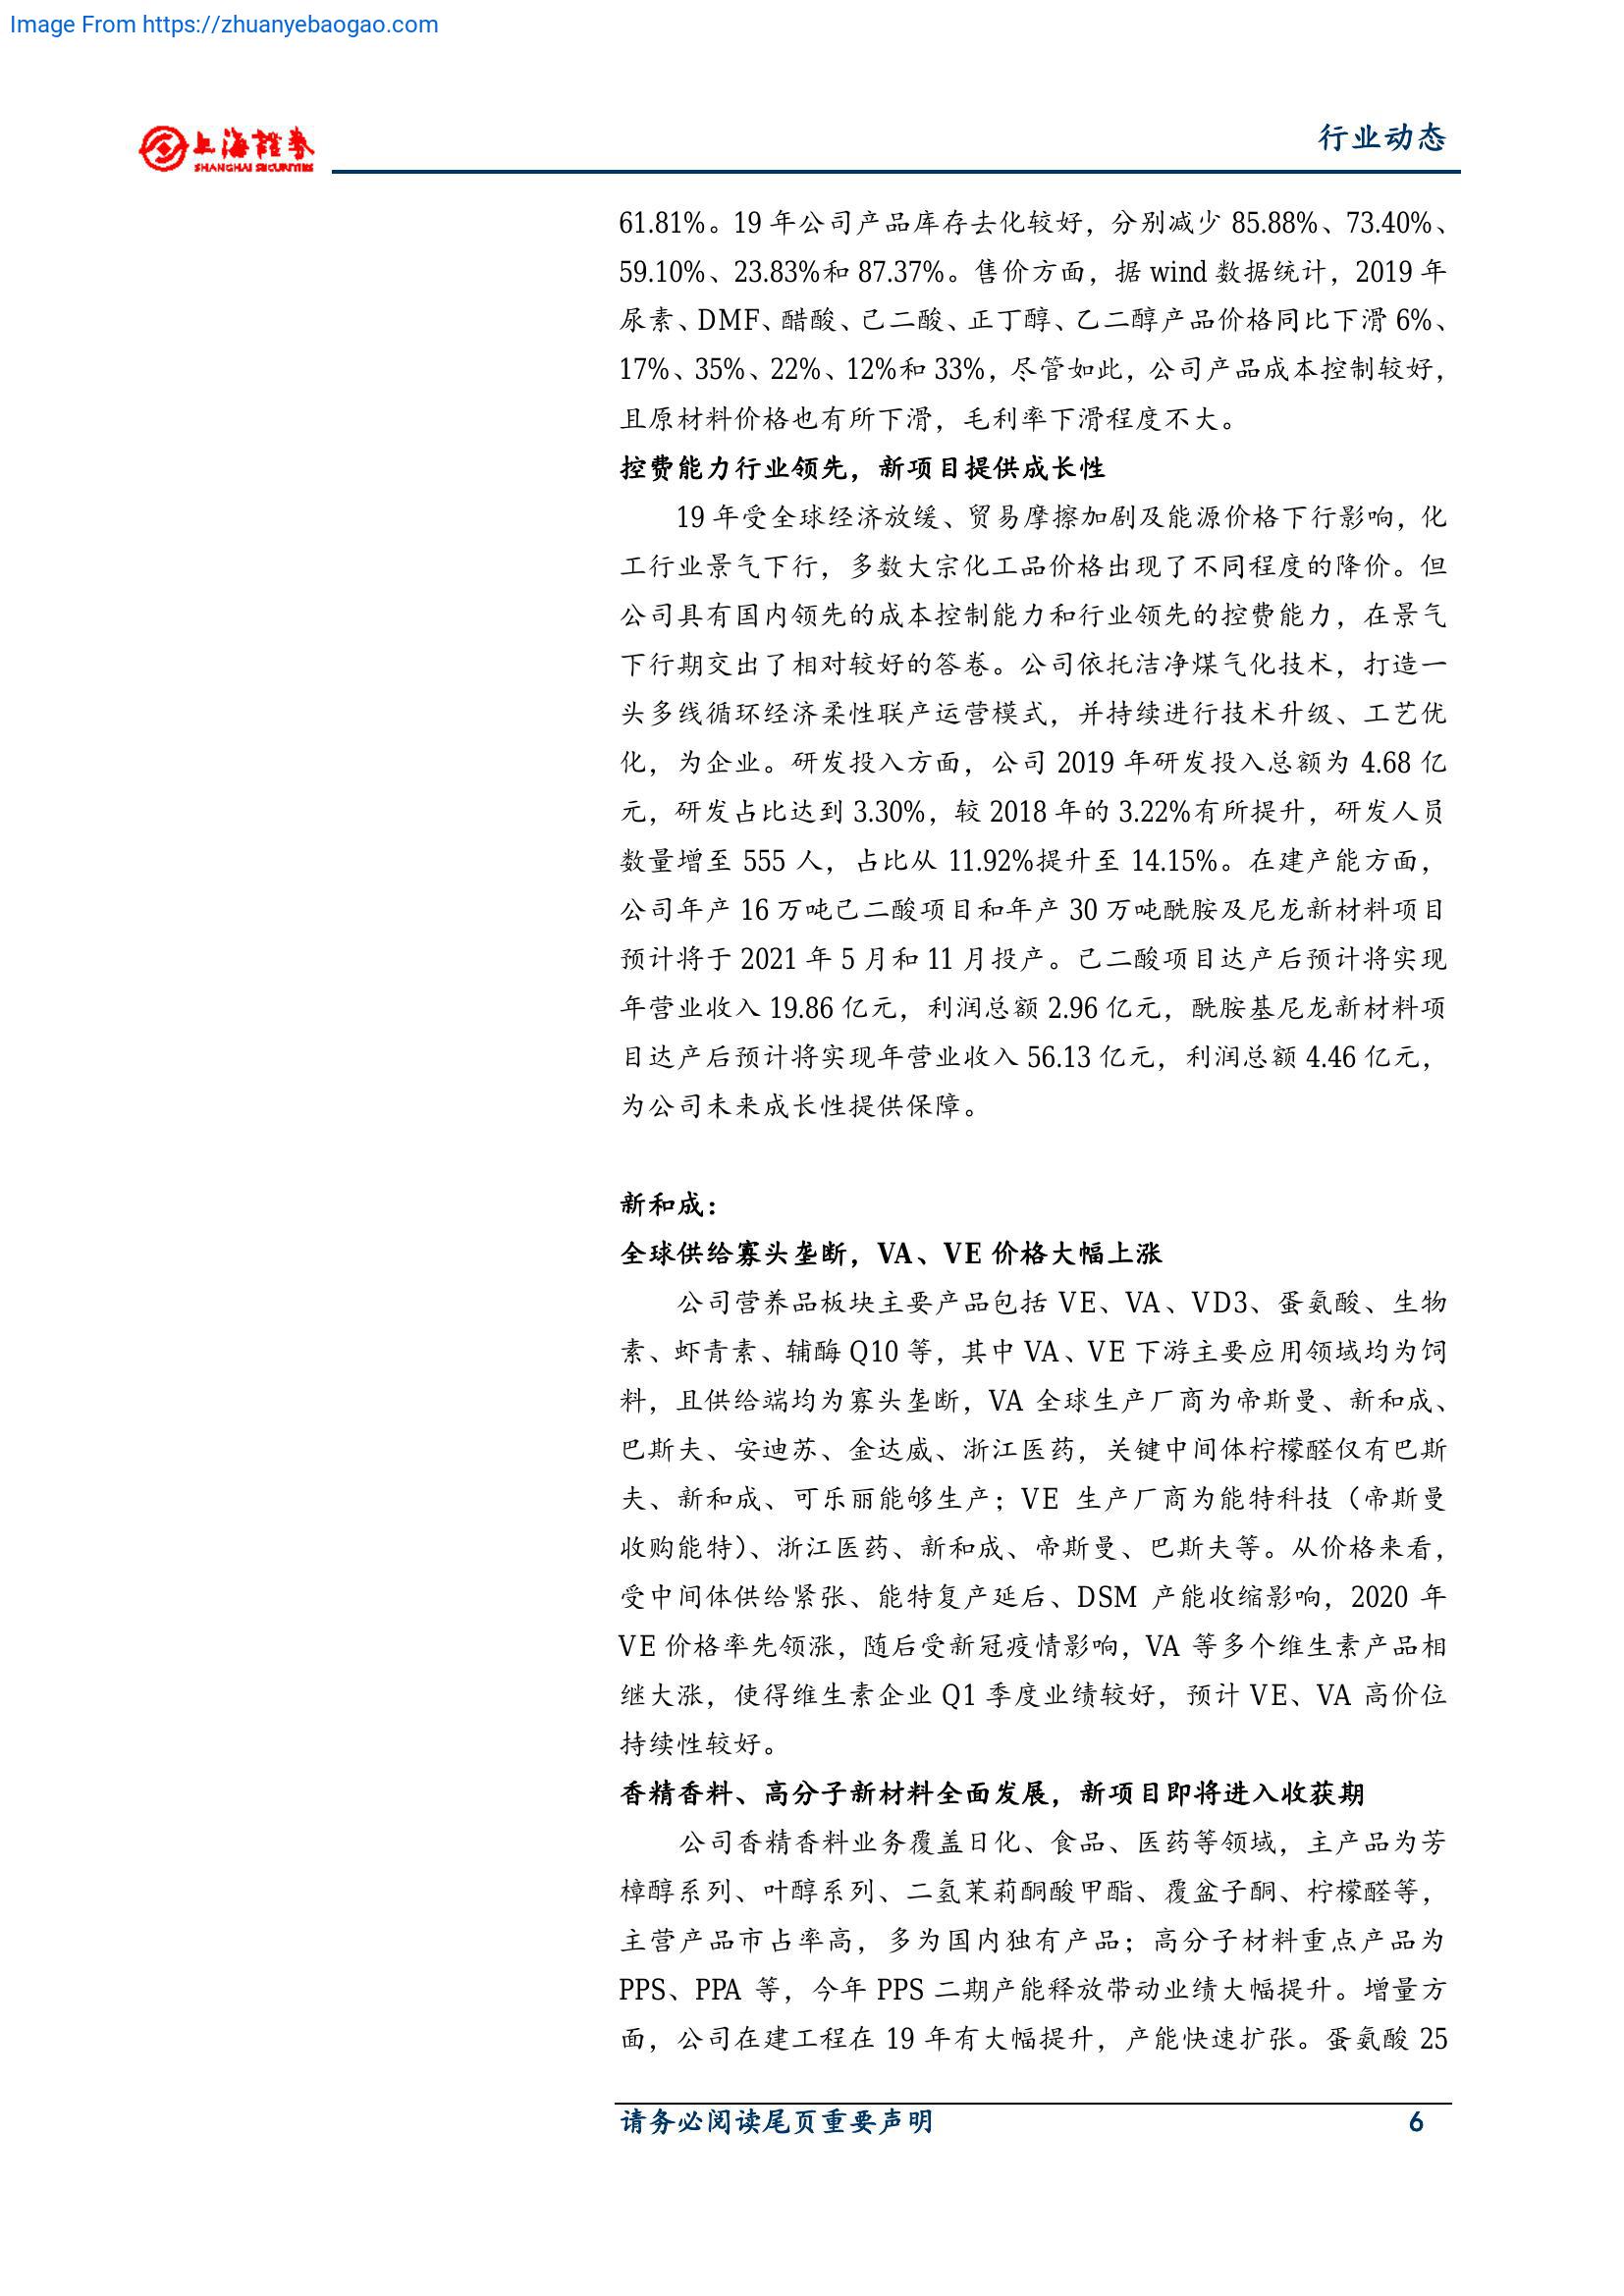 Image From https://zhuanyebaogao.com
上海證券
SHANGHAI SECURITIES
行业动态
61.81%。19 年公司产品库存去化较好，分别减少 85.88%、73.40%、
59.10%、23.83%和 87.37%。售价方面，据 wind 数据统计，2019 年
尿素、DMF、醋酸、己二酸、正丁醇、乙二醇产品价格同比下滑 6%、
17%、35%、22%、12%和 33%，尽管如此，公司产品成本控制较好，
且原材料价格也有所下滑，毛利率下滑程度不大。
控费能力行业领先，新项目提供成长性
19 年受全球经济放缓、贸易摩擦加剧及能源价格下行影响，化
工行业景气下行，多数大宗化工品价格出现了不同程度的降价。但
公司具有国内领先的成本控制能力和行业领先的控费能力，在景气
下行期交出了相对较好的答卷。公司依托洁净煤气化技术，打造一
头多线循环经济柔性联产运营模式，并持续进行技术升级、工艺优
化，为企业。研发投入方面，公司 2019 年研发投入总额为 4.68 亿
元，研发占比达到 3.30%，较 2018 年的 3.22%有所提升，研发人员
数量增至 555 人，占比从 11.92%提升至 14.15%。在建产能方面，
公司年产 16 万吨己二酸项目和年产 30 万吨酰胺及尼龙新材料项目
预计将于 2021 年 5 月和 11 月投产。己二酸项目达产后预计将实现
年营业收入 19.86 亿元，利润总额 2.96 亿元，酰胺基尼龙新材料项
目达产后预计将实现年营业收入 56.13 亿元，利润总额 4.46 亿元，
为公司未来成长性提供保障。
新和成：
全球供给寡头垄断，VA、VE 价格大幅上涨
公司营养品板块主要产品包括 VE、VA、VD3、蛋氨酸、生物
素、虾青素、辅酶 Q10 等，其中 VA、VE 下游主要应用领域均为饲
料，且供给端均为寡头垄断，VA 全球生产厂商为帝斯曼、新和成、
巴斯夫、安迪苏、金达威、浙江医药，关键中间体柠檬醛仅有巴斯
夫、新和成、可乐丽能够生产；VE 生产厂商为能特科技（帝斯曼
收购能特）、浙江医药、新和成、帝斯曼、巴斯夫等。从价格来看，
受中间体供给紧张、能特复产延后、DSM 产能收缩影响，2020 年
VE 价格率先领涨，随后受新冠疫情影响，VA 等多个维生素产品相
继大涨，使得维生素企业 Q1 季度业绩较好，预计 VE、VA 高价位
持续性较好。
香精香料、高分子新材料全面发展，新项目即将进入收获期
公司香精香料业务覆盖日化、食品、医药等领域，主产品为芳
樟醇系列、叶醇系列、二氢茉莉酮酸甲酯、覆盆子酮、柠檬醛等，
主营产品市占率高，多为国内独有产品；高分子材料重点产品为
PPS、PPA 等，今年 PPS 二期产能释放带动业绩大幅提升。增量方
面，公司在建工程在 19 年有大幅提升，产能快速扩张。蛋氨酸 25
请务必阅读尾页重要声明
6